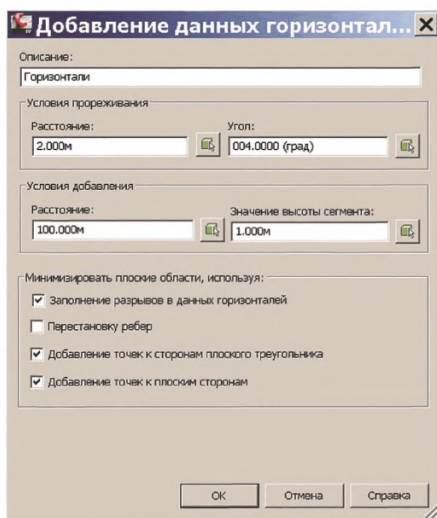 Добавление данных горизонтал...
Описание:
Горизонтали
Условия прореживания
Расстояние: Угол:
2.000м 004.0000 (град)
Условия добавления
Расстояние: Значение высоты сегмента:
100.000м 1.000м
Минимизировать плоские области, используя:
Заполнение разрывов в данных горизонталей
Перестановку ребер
Добавление точек к сторонам плоского треугольника
Добавление точек к плоским сторонам
ОК Отмена Справка